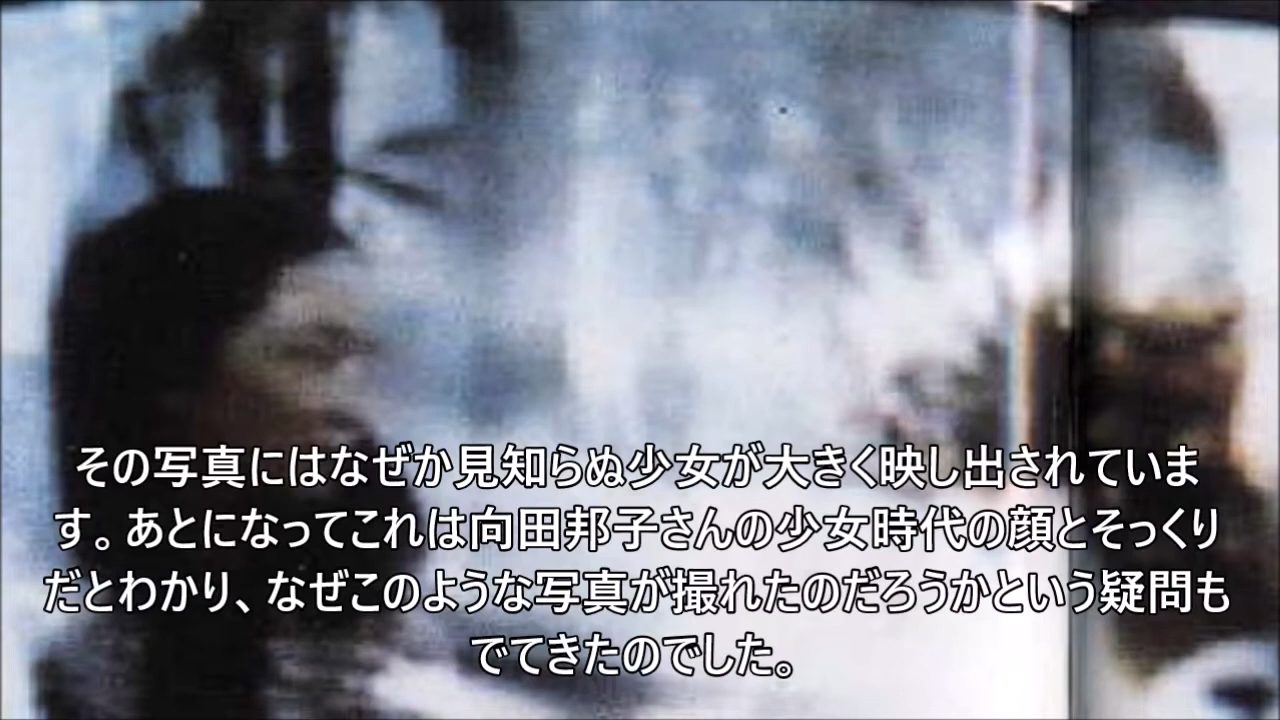 その写真にはなぜか見知らぬ少女が大きく映し出されていま
す。あとになってこれは向田邦子さんの少女時代の顔とそっくり
だとわかり、なぜこのような写真が撮れたのだろうかという疑問も
でてきたのでした。